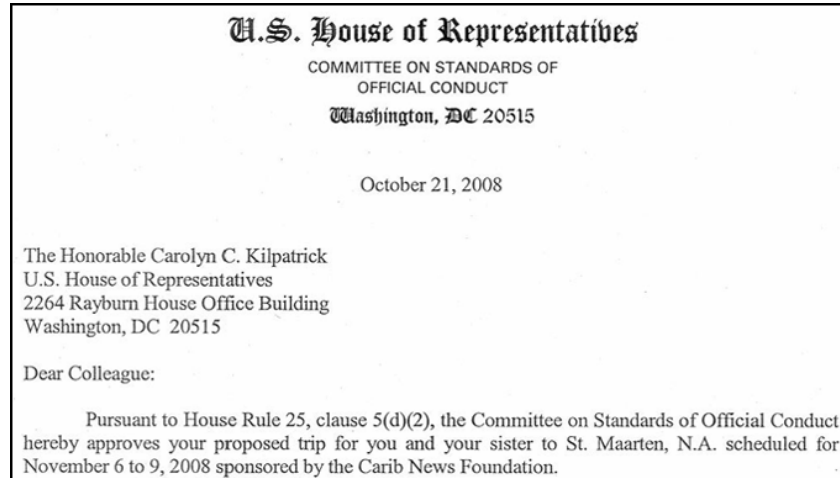 U.S. House of Representatives
COMMITTEE ON STANDARDS OF
OFFICIAL CONDUCT
Washington, DC 20515
October 21, 2008
The Honorable Carolyn C. Kilpatrick
U.S. House of Representatives
2264 Rayburn House Office Building
Washington, DC 20515
Dear Colleague:
Pursuant to House Rule 25, clause 5(d)(2), the Committee on Standards of Official Conduct
hereby approves your proposed trip for you and your sister to St. Maarten, N.A. scheduled for
November 6 to 9, 2008 sponsored by the Carib News Foundation.